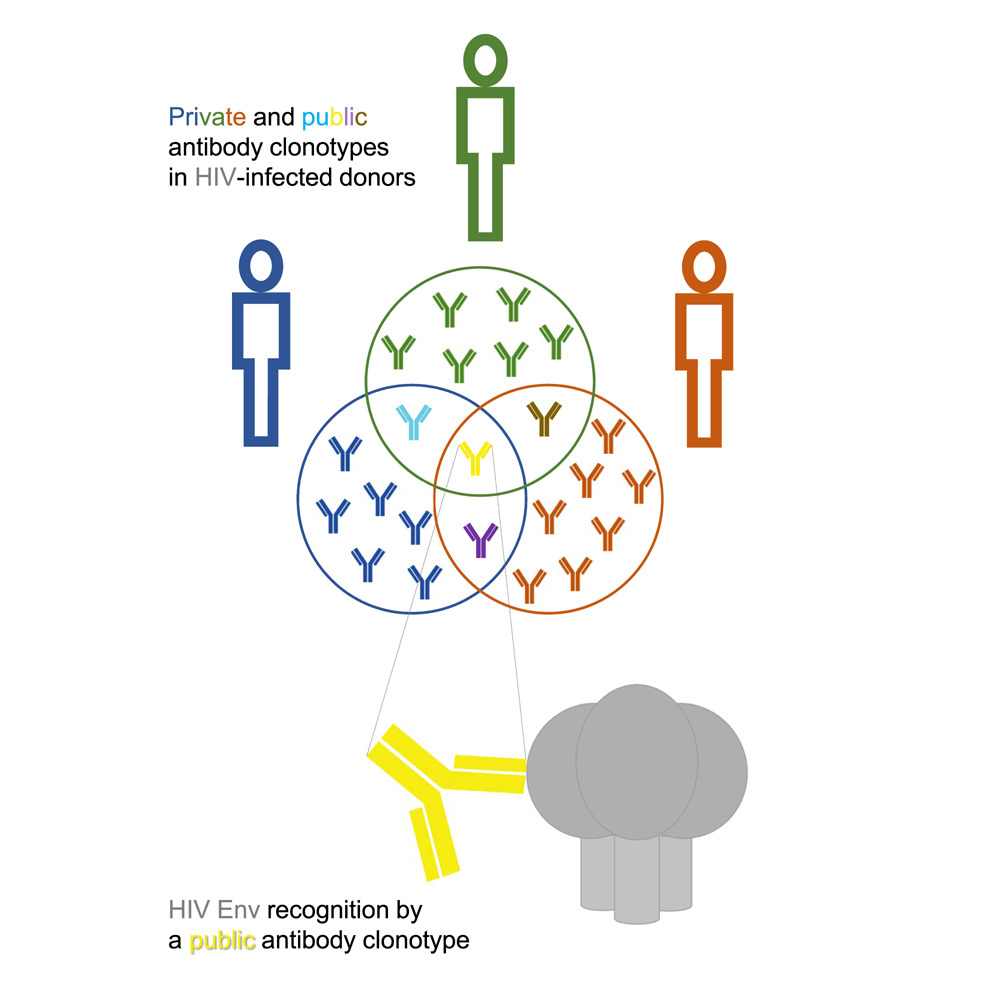 Private and public
antibody clonotypes
in HIV-infected donors
HIV Env recognition by
a public antibody clonotype